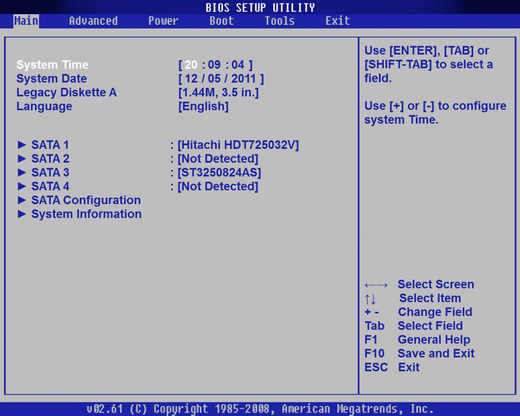 BIOS SETUP UTILITY
Main Advanced Power Boot Tools Exit
System Time [ 20 : 09 : 04 ]
System Date [ 12 / 05 / 2011 ]
Legacy Diskette A [1.44M, 3.5 in.]
Language [English]
► SATA 1 : [Hitachi HDT725032V]
► SATA 2 : [Not Detected]
► SATA 3 : [ST3250824AS]
► SATA 4 : [Not Detected]
► SATA Configuration
► System Information
Use [ENTER], [TAB] or
[SHIFT-TAB] to select a
field.
Use [+] or [-] to configure
system Time.
←→ Select Screen
↑↓ Select Item
+ - Change Field
Tab Select Field
F1 General Help
F10 Save and Exit
ESC Exit
v02.61 (C) Copyright 1985-2008, American Megatrends, Inc.